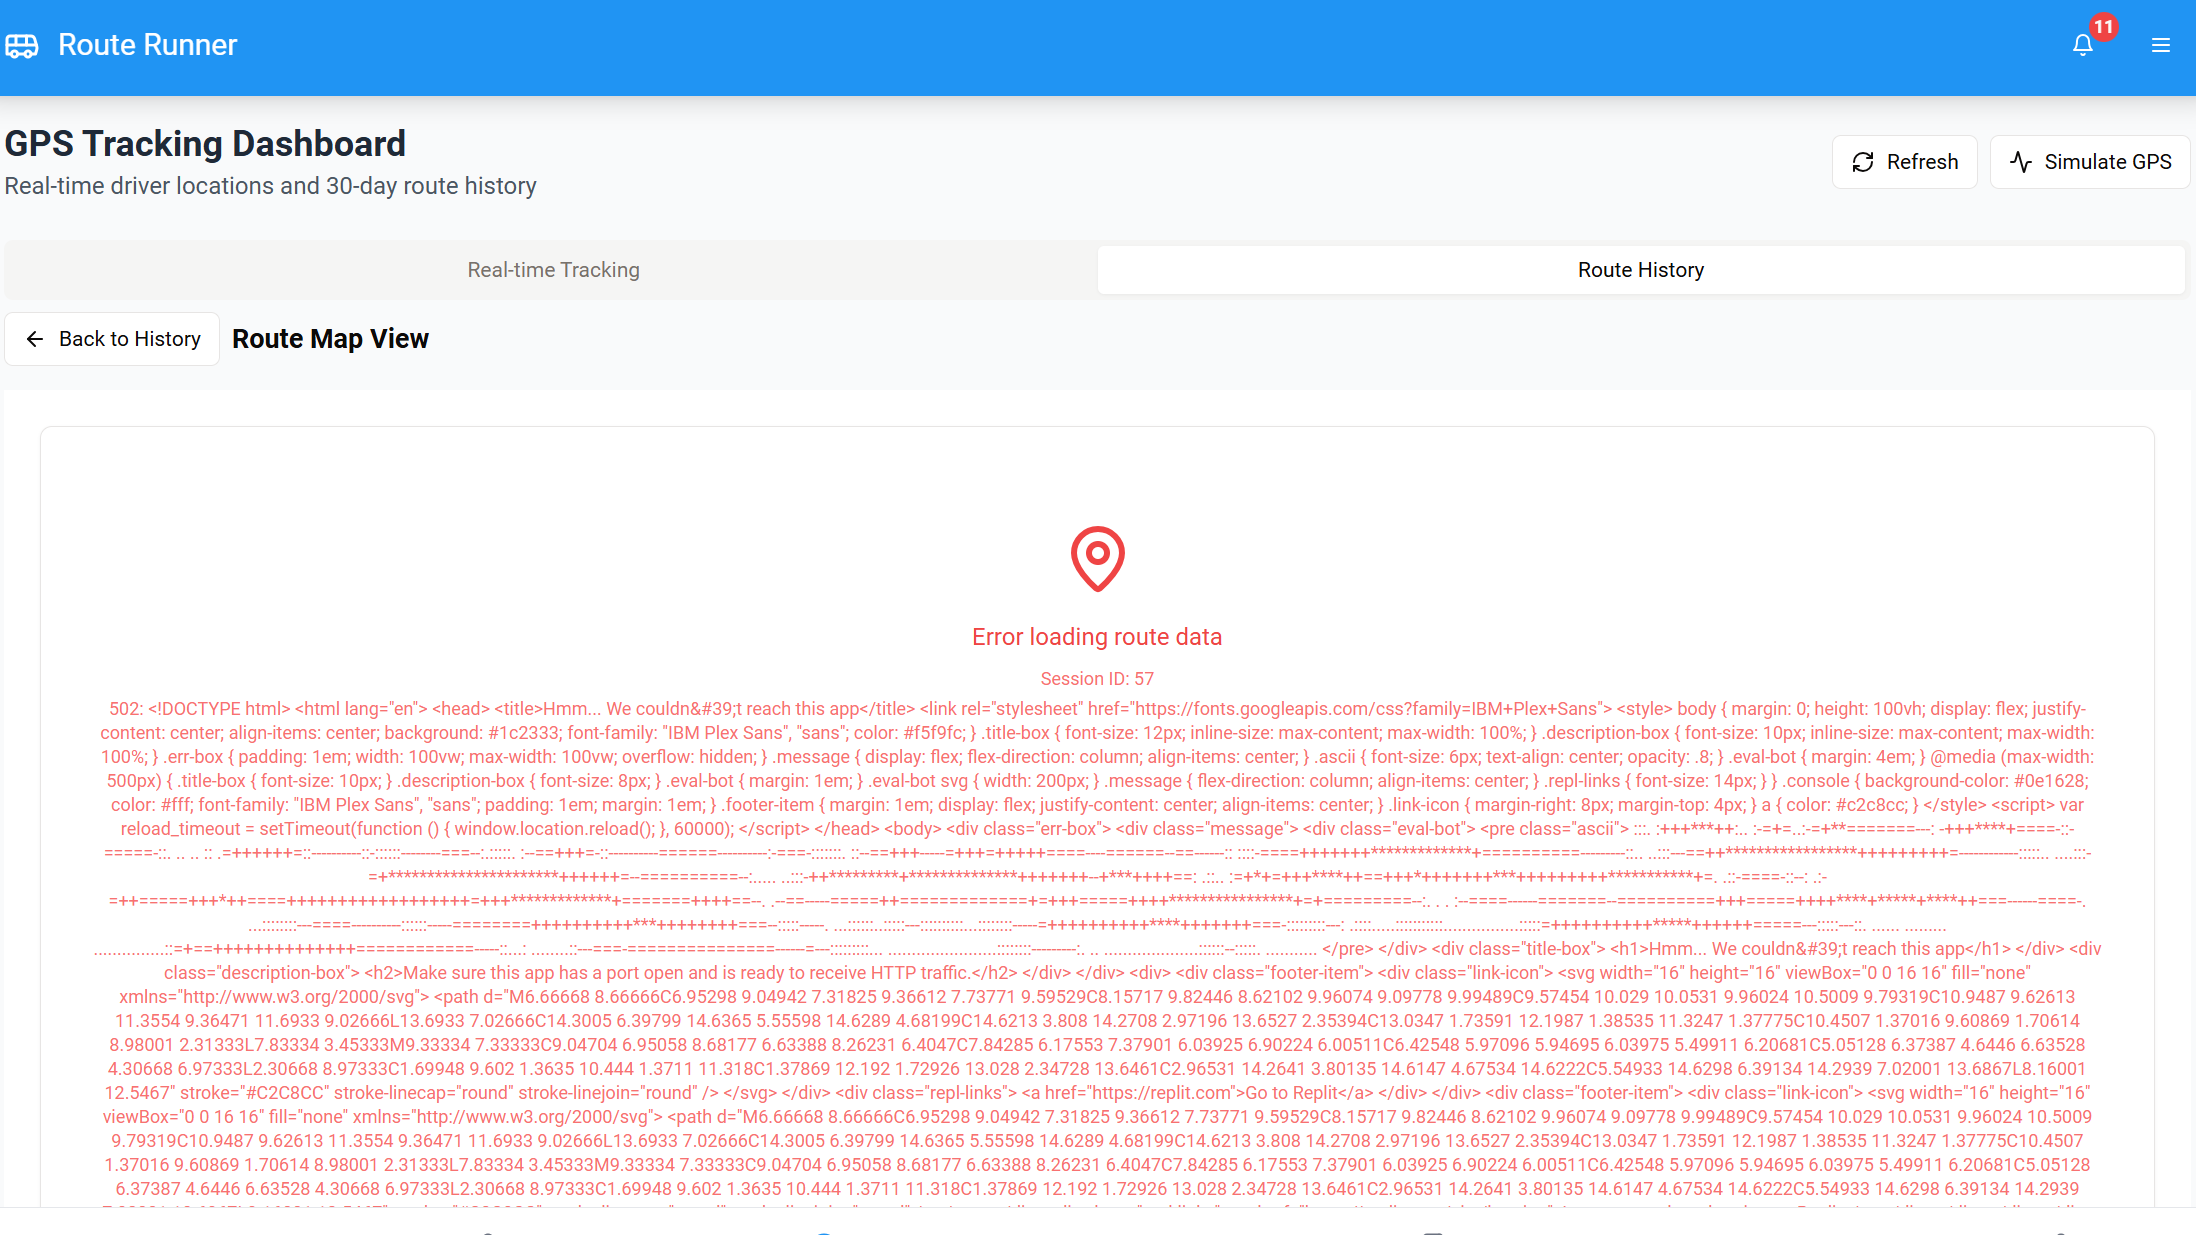 Route Runner
11
GPS Tracking Dashboard
Real-time driver locations and 30-day route history
Refresh
Simulate GPS
Real-time Tracking
Route History
Back to History
Route Map View
Error loading route data
Session ID: 57
502: <!DOCTYPE html> <html lang="en"> <head> <title>Hmm... We couldn&#39;t reach this app</title> <link rel="stylesheet" href="https://fonts.googleapis.com/css?family=IBM+Plex+Sans"> <style> body { margin: 0; height: 100vh; display: flex; justify-
content: center; align-items: center; background: #1c2333; font-family: "IBM Plex Sans", "sans"; color: #f5f9fc; } .title-box { font-size: 12px; inline-size: max-content; max-width: 100%; } .description-box { font-size: 10px; inline-size: max-content; max-width:
100%; } .err-box { padding: 1em; width: 100vw; max-width: 100vw; overflow: hidden; } .message { display: flex; flex-direction: column; align-items: center; } .ascii { font-size: 6px; text-align: center; opacity: .8; } .eval-bot { margin: 4em; } @media (max-width:
500px) { .title-box { font-size: 10px; } .description-box { font-size: 8px; } .eval-bot { margin: 1em; } .eval-bot svg { width: 200px; } .message { flex-direction: column; align-items: center; } .repl-links { font-size: 14px; } } .console { background-color: #0e1628;
color: #fff; font-family: "IBM Plex Sans", "sans"; padding: 1em; margin: 1em; } .footer-item { margin: 1em; display: flex; justify-content: center; align-items: center; } .link-icon { margin-right: 8px; margin-top: 4px; } a { color: #c2c8cc; } </style> <script> var
reload_timeout = setTimeout(function () { window.location.reload(); }, 60000); </script> </head> <body> <div class="err-box"> <div class="message"> <div class="eval-bot"> <pre class="ascii">
</pre> </div> <div class="title-box"> <h1>Hmm... We couldn&#39;t reach this app</h1> </div> <div
class="description-box"> <h2>Make sure this app has a port open and is ready to receive HTTP traffic.</h2> </div> </div> <div> <div class="footer-item"> <div class="link-icon"> <svg width="16" height="16" viewBox="0 0 16 16" fill="none"
xmlns="http://www.w3.org/2000/svg"> <path d="M6.66668 8.66666C6.95298 9.04942 7.31825 9.36612 7.73771 9.59529C8.15717 9.82446 8.62102 9.96074 9.09778 9.99489C9.57454 10.029 10.0531 9.96024 10.5009 9.79319C10.9487 9.62613
11.3554 9.36471 11.6933 9.02666L13.6933 7.02666C14.3005 6.39799 14.6365 5.55598 14.6289 4.68199C14.6213 3.808 14.2708 2.97196 13.6527 2.35394C13.0347 1.73591 12.1987 1.38535 11.3247 1.37775C10.4507 1.37016 9.60869 1.70614
8.98001 2.31333L7.83334 3.45333M9.33334 7.33333C9.04704 6.95058 8.68177 6.63388 8.26231 6.4047C7.84285 6.17553 7.37901 6.03925 6.90224 6.00511C6.42548 5.97096 5.94695 6.03975 5.49911 6.20681C5.05128 6.37387 4.6446 6.63528
4.30668 6.97333L2.30668 8.97333C1.69948 9.602 1.3635 10.444 1.3711 11.318C1.37869 12.192 1.72926 13.028 2.34728 13.6461C2.96531 14.2641 3.80135 14.6147 4.67534 14.6222C5.54933 14.6298 6.39134 14.2939 7.02001 13.6867L8.16001
12.5467" stroke="#C2C8CC" stroke-linecap="round" stroke-linejoin="round" /> </svg> </div> <div class="repl-links"> <a href="https://replit.com">Go to Replit</a> </div> </div> <div class="footer-item"> <div class="link-icon"> <svg width="16" height="16"
viewBox="0 0 16 16" fill="none" xmlns="http://www.w3.org/2000/svg"> <path d="M6.66668 8.66666C6.95298 9.04942 7.31825 9.36612 7.73771 9.59529C8.15717 9.82446 8.62102 9.96074 9.09778 9.99489C9.57454 10.029 10.0531 9.96024 10.5009
9.79319C10.9487 9.62613 11.3554 9.36471 11.6933 9.02666L13.6933 7.02666C14.3005 6.39799 14.6365 5.55598 14.6289 4.68199C14.6213 3.808 14.2708 2.97196 13.6527 2.35394C13.0347 1.73591 12.1987 1.38535 11.3247 1.37775C10.4507
1.37016 9.60869 1.70614 8.98001 2.31333L7.83334 3.45333M9.33334 7.33333C9.04704 6.95058 8.68177 6.63388 8.26231 6.4047C7.84285 6.17553 7.37901 6.03925 6.90224 6.00511C6.42548 5.97096 5.94695 6.03975 5.49911 6.20681C5.05128
6.37387 4.6446 6.63528 4.30668 6.97333L2.30668 8.97333C1.69948 9.602 1.3635 10.444 1.3711 11.318C1.37869 12.192 1.72926 13.028 2.34728 13.6461C2.96531 14.2641 3.80135 14.6147 4.67534 14.6222C5.54933 14.6298 6.39134 14.2939